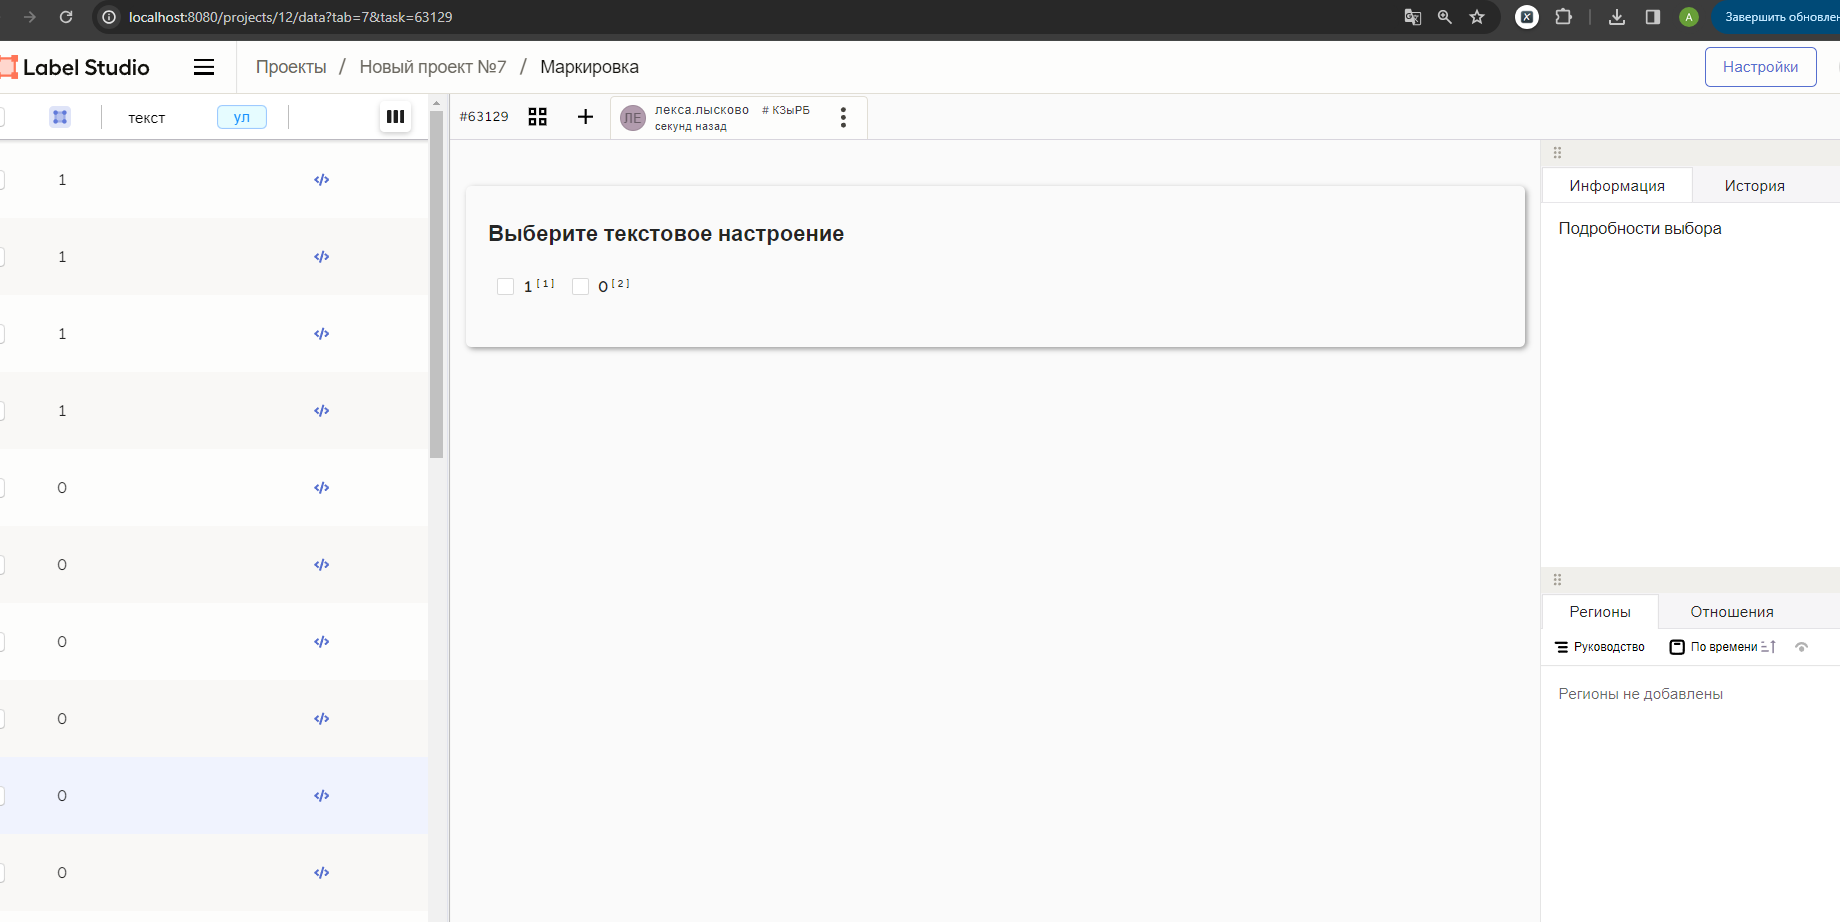 localhost:8080/projects/12/data?tab=7&task=63129
A
Завершить обновлен
Label Studio
Проекты / Новый проект №7 / Маркировка
Настройки
текст ул
#63129
ЛЕ
лекса.лысково # КЗыРБ
секунд назад
1
1
1
1
0
0
0
0
0
0
Выберите текстовое настроение
1 [1] 0 [2]
Информация История
Подробности выбора
Регионы Отношения
Руководство По времени
Регионы не добавлены